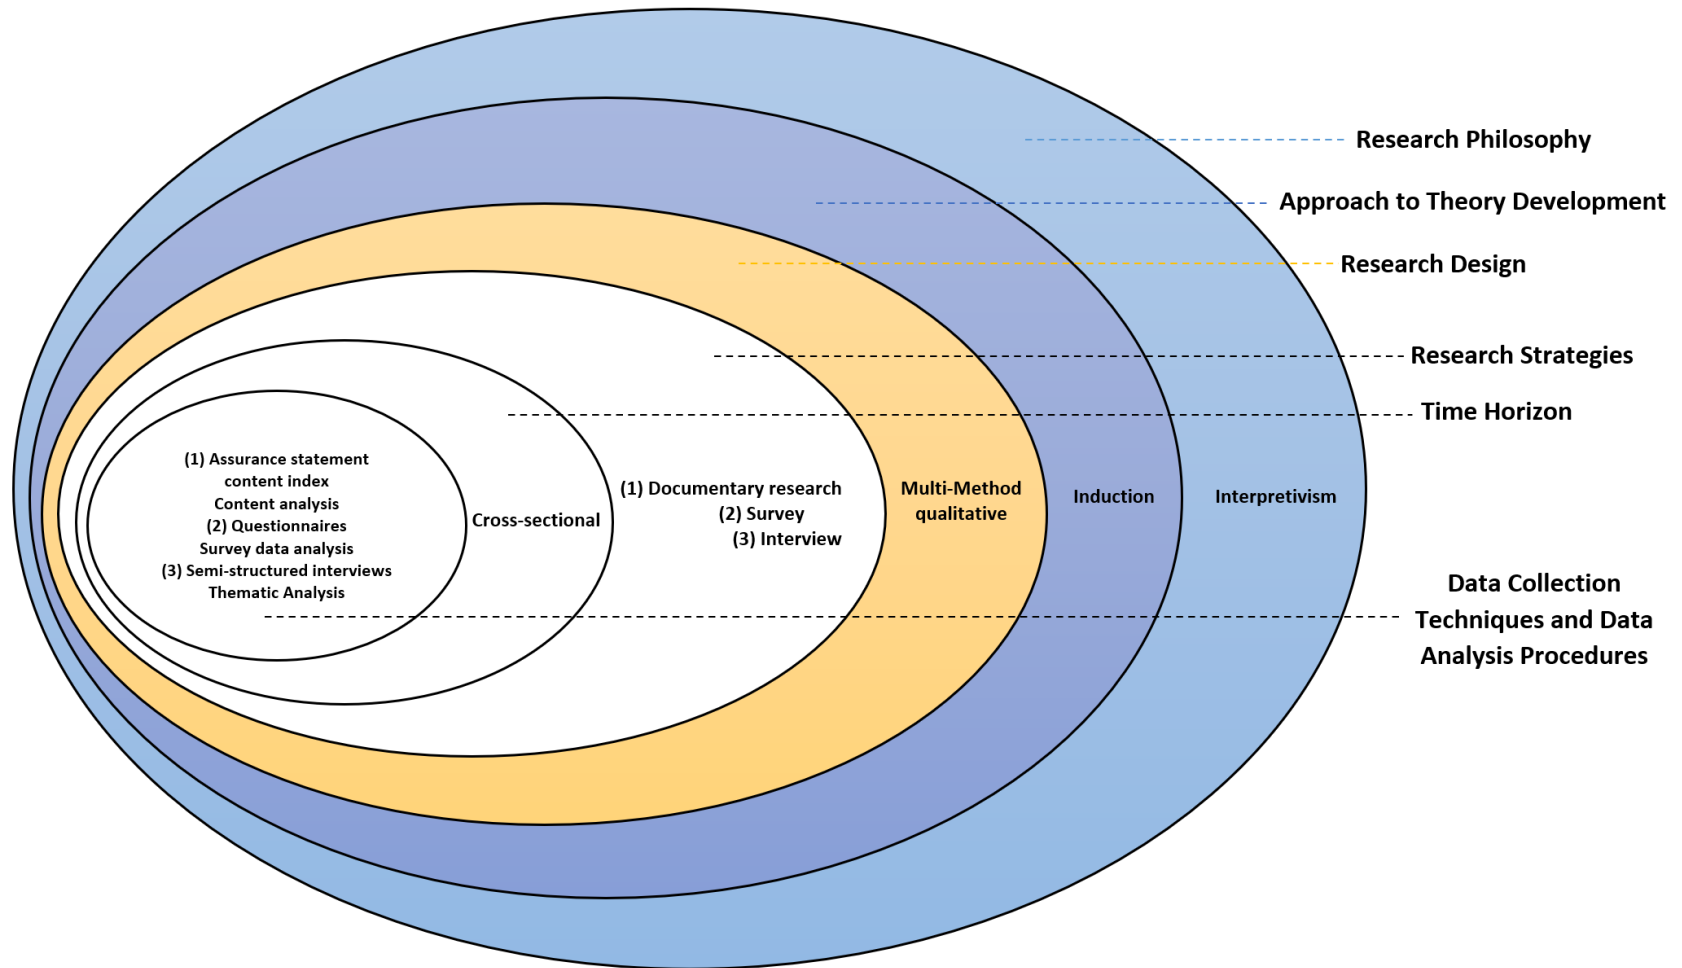 Research Philosophy
Approach to Theory Development
Research Design
Research Strategies
Time Horizon
(1) Assurance statement
content index
Content analysis
(2) Questionnaires
Survey data analysis
(3) Semi-structured interviews
Thematic Analysis
Cross-sectional
(1) Documentary research
(2) Survey
(3) Interview
Multi-Method
qualitative
Induction
Interpretivism
Data Collection
Techniques and Data
Analysis Procedures